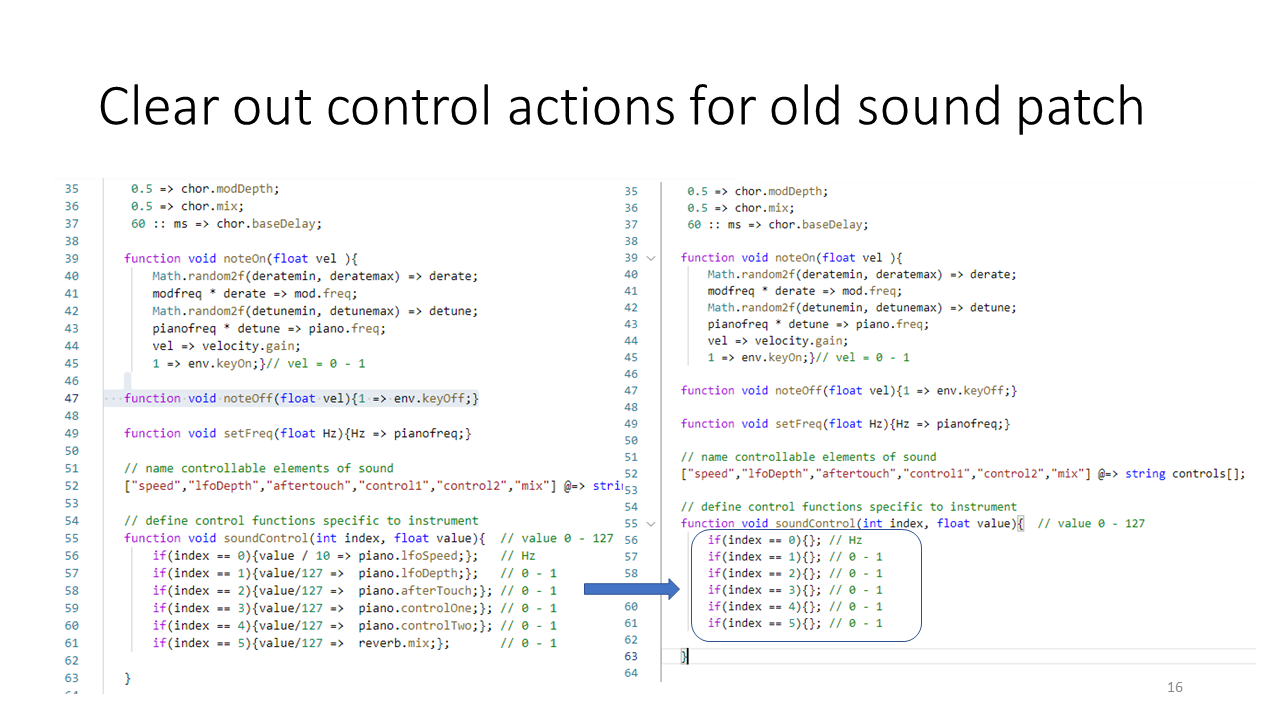 Clear out control actions for old sound patch
35 0.5 => chor.modDepth;
36 0.5 => chor.mix;
37 60 :: ms => chor.baseDelay;
38
39 function void noteOn(float vel ){
40 Math.random2f(deratemin, deratemax) => derate;
41 modfreq * derate => mod.freq;
42 Math.random2f(detunemin, detunemax) => detune;
43 pianofreq * detune => piano.freq;
44 vel => velocity.gain;
45 1 => env.keyOn;}// vel = 0 - 1
46
47 function void noteOff(float vel){1 => env.keyOff;}
48
49 function void setFreq(float Hz){Hz => pianofreq;}
50
51 // name controllable elements of sound
52 ["speed","lfoDepth","aftertouch","control1","control2","mix"] @=> stri
53
54 // define control functions specific to instrument
55 function void soundControl(int index, float value){ // value 0 - 127
56 if(index == 0){value / 10 => piano.lfoSpeed;}; // Hz
57 if(index == 1){value/127 => piano.lfoDepth;}; // 0 - 1
58 if(index == 2){value/127 => piano.afterTouch;}; // 0 - 1
59 if(index == 3){value/127 => piano.controlOne;}; // 0 - 1
60 if(index == 4){value/127 => piano.controlTwo;}; // 0 - 1
61 if(index == 5){value/127 => reverb.mix;}; // 0 - 1
62
63 }
35 0.5 => chor.modDepth;
36 0.5 => chor.mix;
37 60 :: ms => chor.baseDelay;
38
39 function void noteOn(float vel ){
40 Math.random2f(deratemin, deratemax) => derate;
41 modfreq * derate => mod.freq;
42 Math.random2f(detunemin, detunemax) => detune;
43 pianofreq * detune => piano.freq;
44 vel => velocity.gain;
45 1 => env.keyOn;}// vel = 0 - 1
46
47 function void noteOff(float vel){1 => env.keyOff;}
48
49 function void setFreq(float Hz){Hz => pianofreq;}
50
51 // name controllable elements of sound
52 ["speed","lfoDepth","aftertouch","control1","control2","mix"] @=> string controls[];
53
54 // define control functions specific to instrument
55 function void soundControl(int index, float value){ // value 0 - 127
56 if(index == 0){}; // Hz
57 if(index == 1){}; // 0 - 1
58 if(index == 2){}; // 0 - 1
if(index == 3){}; // 0 - 1
60 if(index == 4){}; // 0 - 1
61 if(index == 5){}; // 0 - 1
62
63 }
64
16